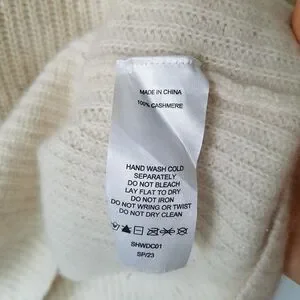 MADE IN CHINA
100% CASHMERE
HAND WASH COLD
SEPARATELY
DO NOT BLEACH
LAY FLAT TO DRY
DO NOT IRON
DO NOT WRING OR TWIST
DO NOT DRY CLEAN
SHWDC01
SP/23